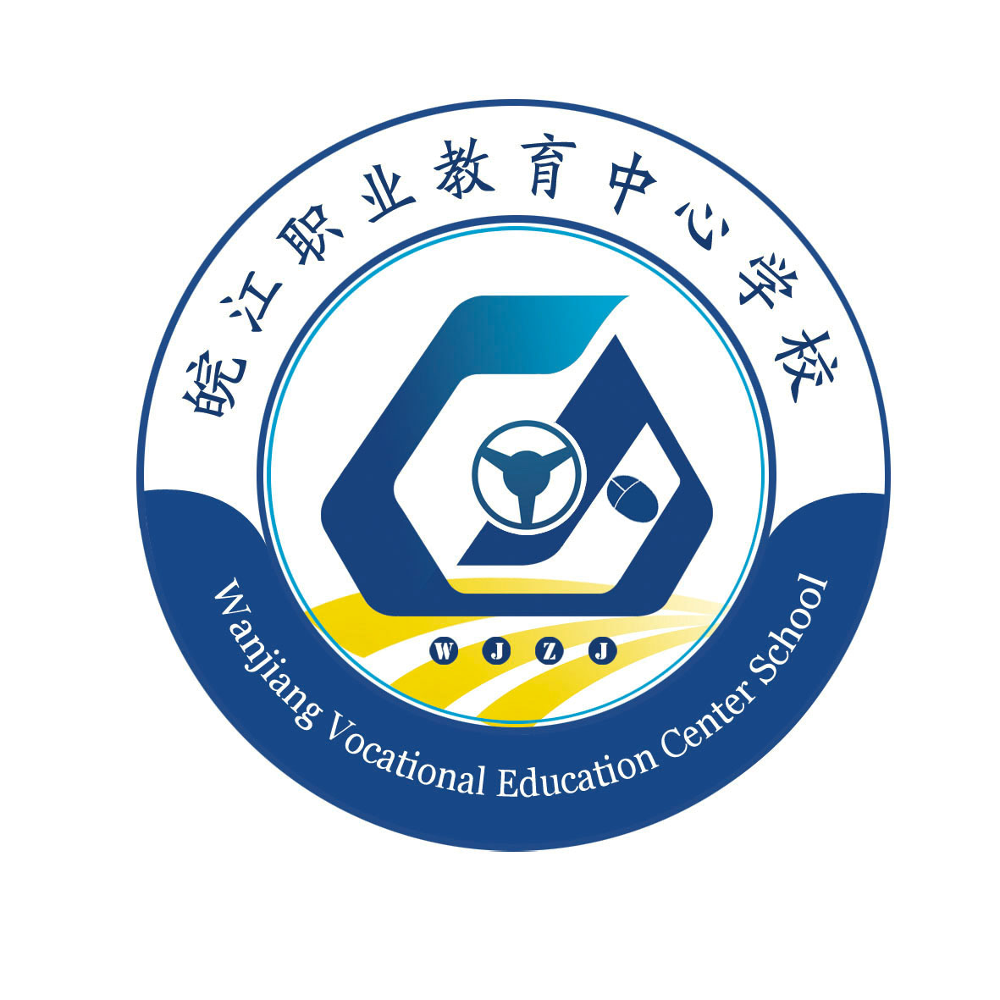 皖江职业教育中心学校
W J Z J
Wanjiang Vocational Education Center School